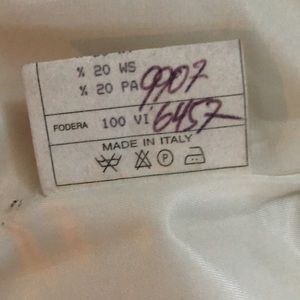 % 20 WS
% 20 PA 9907
FODERA 100 VI 6457
MADE IN ITALY
P